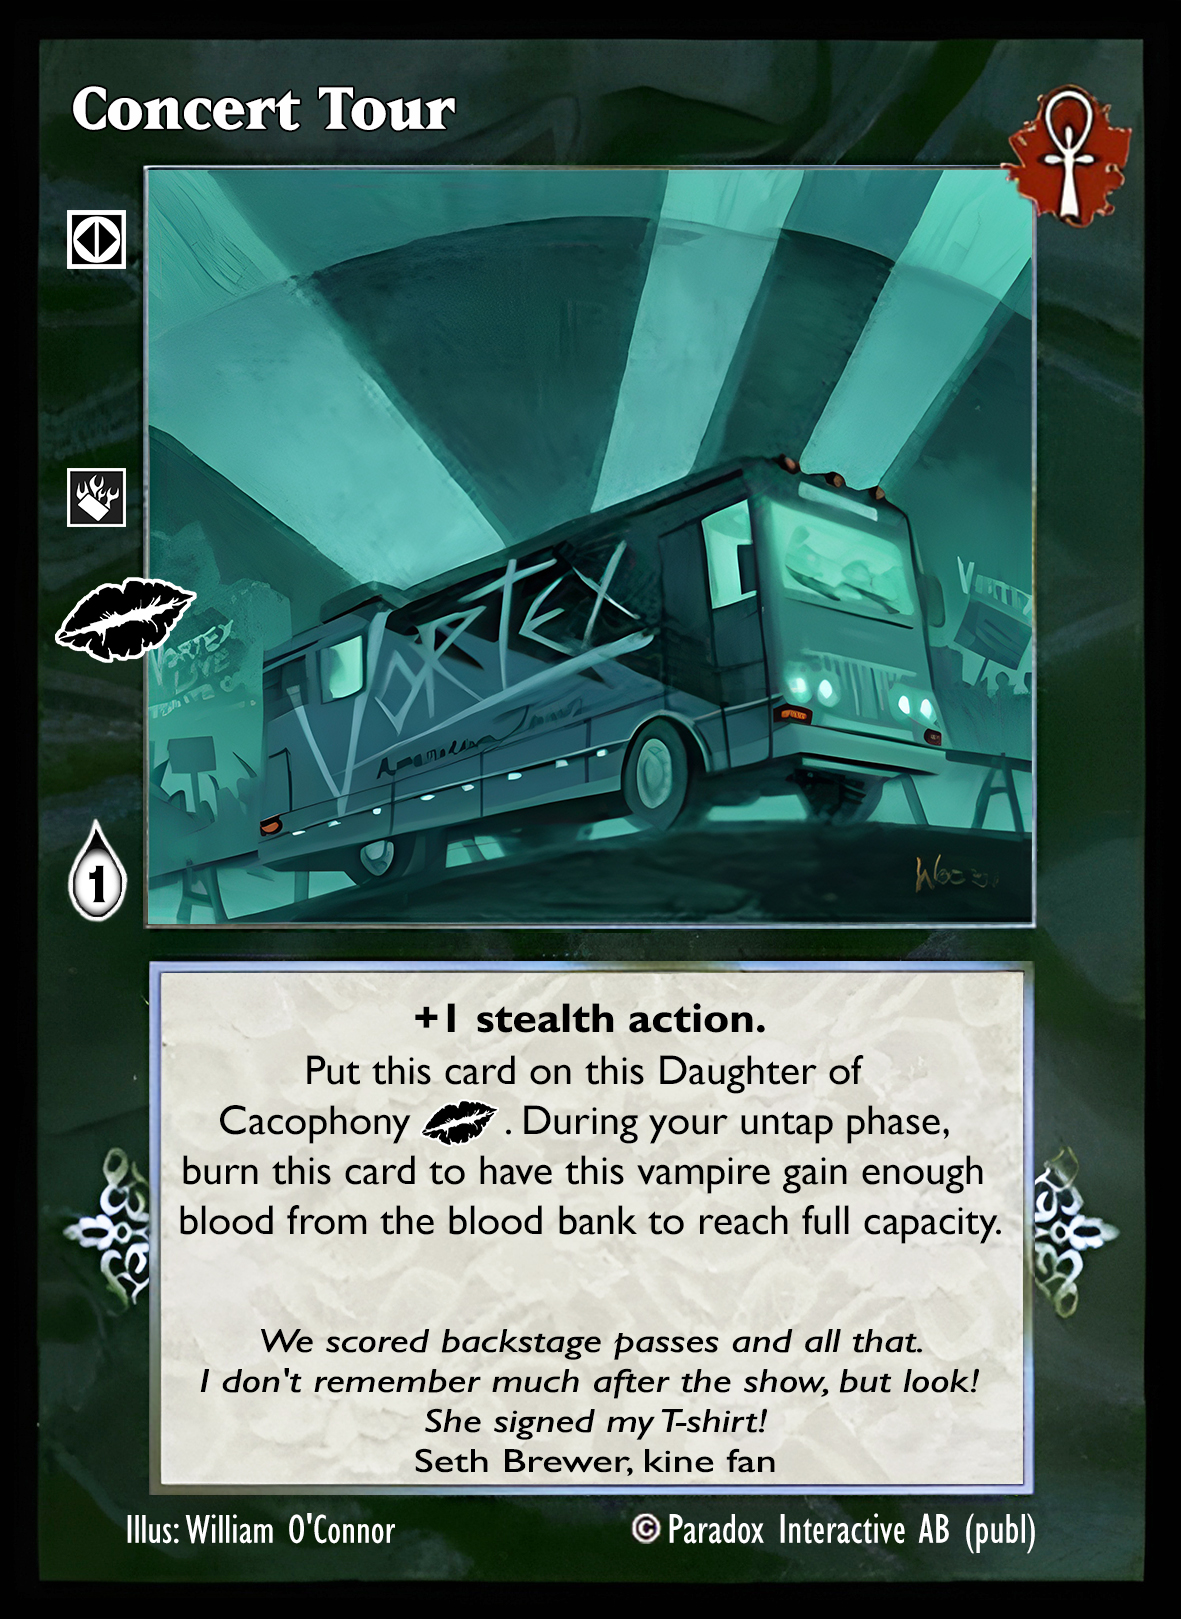 Concert Tour
VORTEX
VORTEX
1
+1 stealth action.
Put this card on this Daughter of
Cacophony . During your untap phase,
burn this card to have this vampire gain enough
blood from the blood bank to reach full capacity.
We scored backstage passes and all that.
I don't remember much after the show, but look!
She signed my T-shirt!
Seth Brewer, kine fan
Illus: William O'Connor
© Paradox Interactive AB (publ)